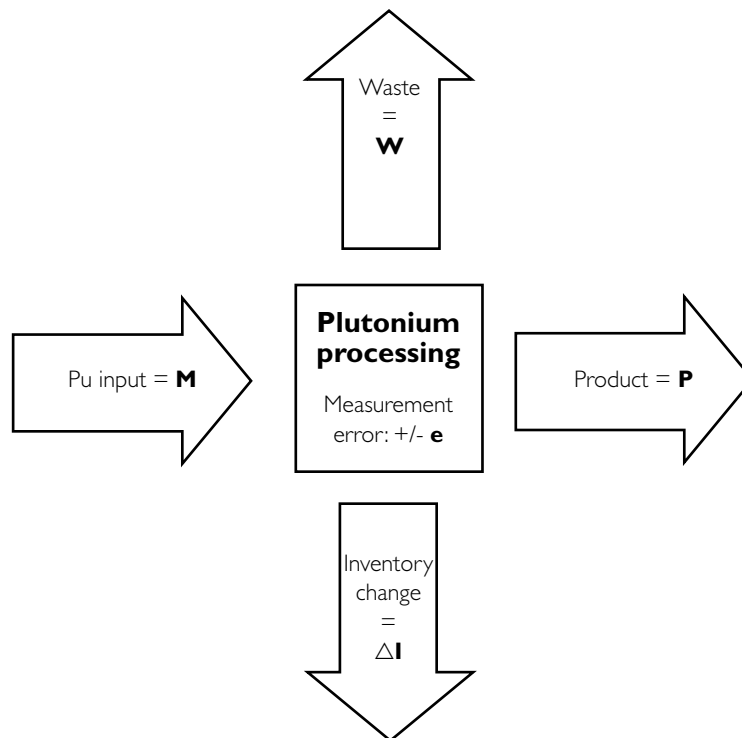 Waste
=
W
Pu input = M
Plutonium
processing
Measurement
error: +/- e
Product = P
Inventory
change
=
△I